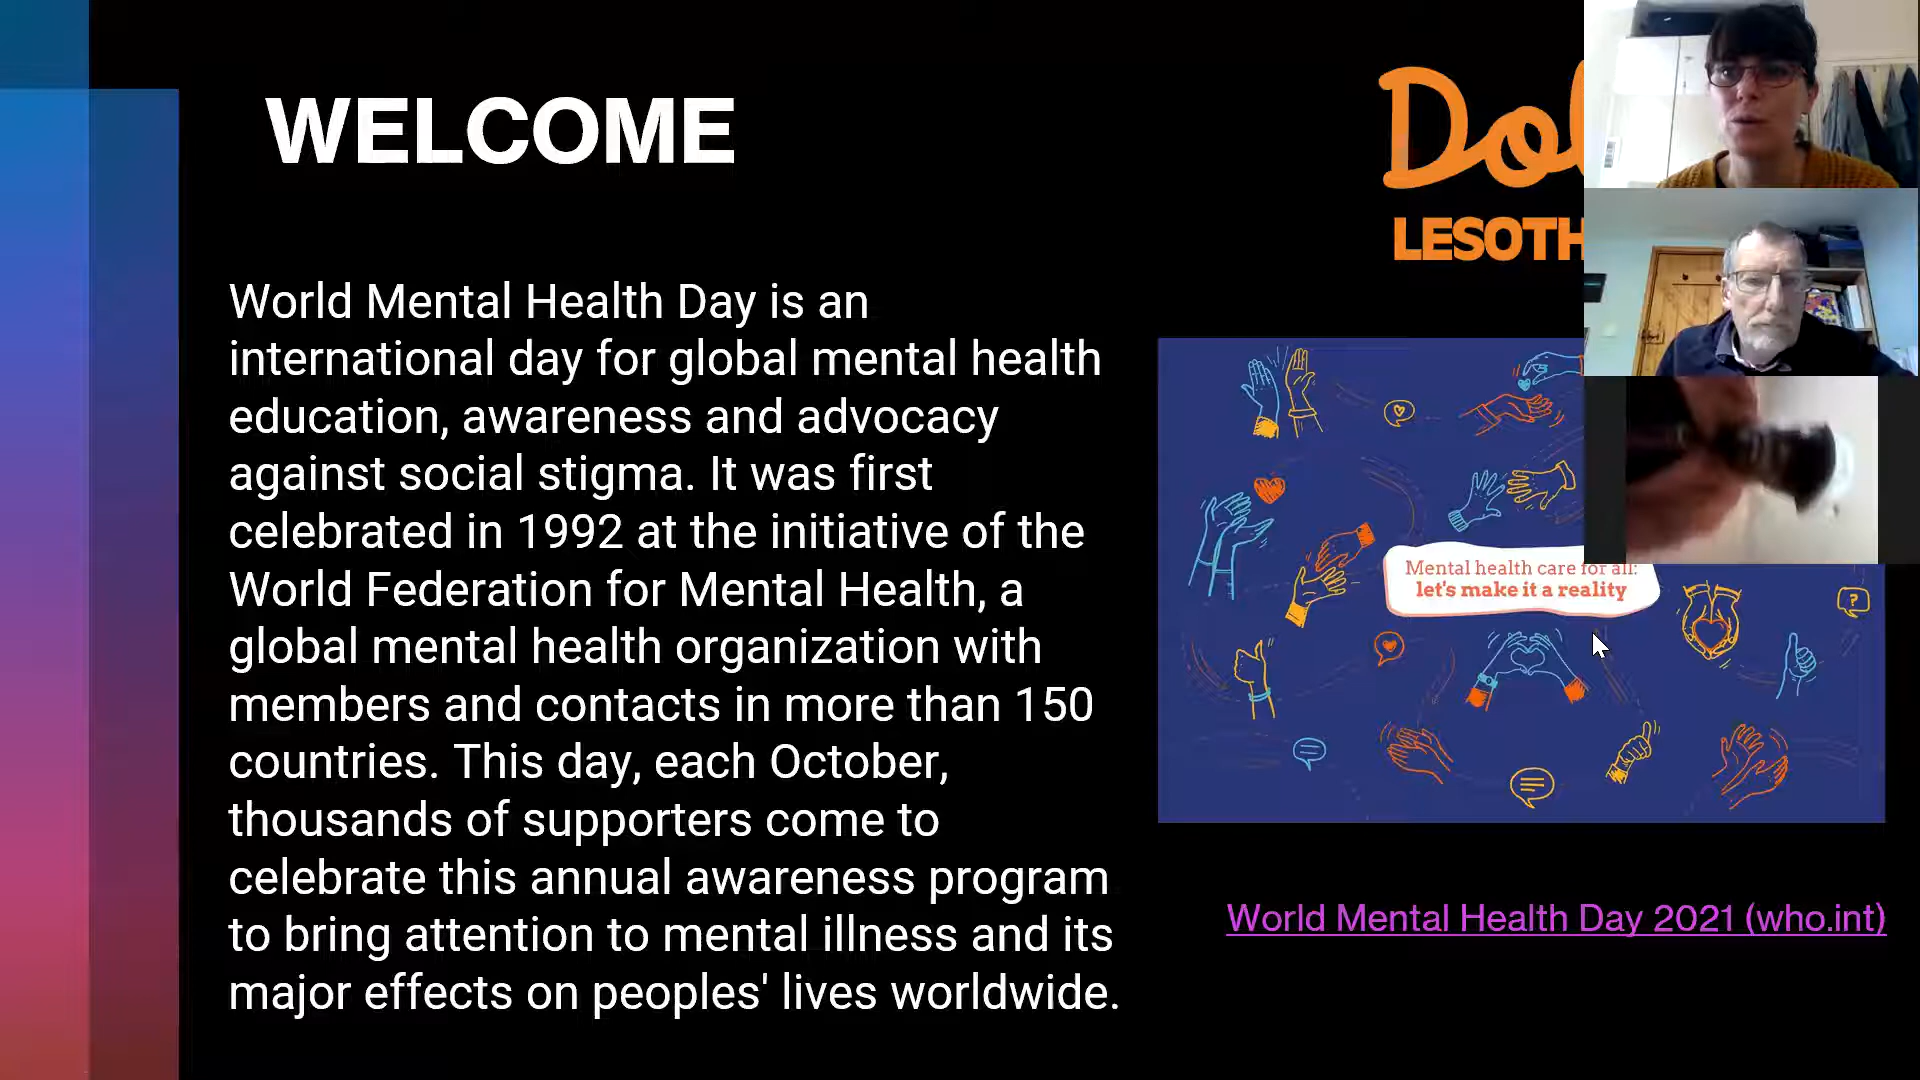 WELCOME
World Mental Health Day is an
international day for global mental health
education, awareness and advocacy
against social stigma. It was first
celebrated in 1992 at the initiative of the
World Federation for Mental Health, a
global mental health organization with
members and contacts in more than 150
countries. This day, each October,
thousands of supporters come to
celebrate this annual awareness program
to bring attention to mental illness and its
major effects on peoples' lives worldwide.
Mental health care for all:
let's make it a reality
?
World Mental Health Day 2021 (who.int)